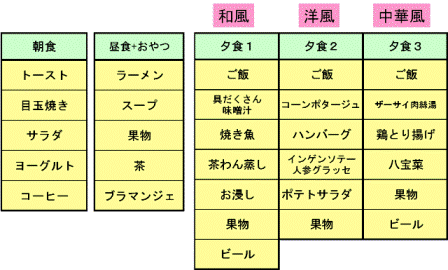 和風
洋風
中華風
朝食
トースト
目玉焼き
サラダ
ヨーグルト
コーヒー
昼食+おやつ
ラーメン
スープ
果物
茶
ブラマンジェ
夕食1
ご飯
具だくさん
味噌汁
焼き魚
茶わん蒸し
お浸し
果物
ビール
夕食2
ご飯
コーンポタージュ
ハンバーグ
インゲンソテー
人参グラッセ
ポテトサラダ
果物
夕食3
ご飯
ザーサイ肉絲湯
鶏とり揚げ
八宝菜
果物
ビール